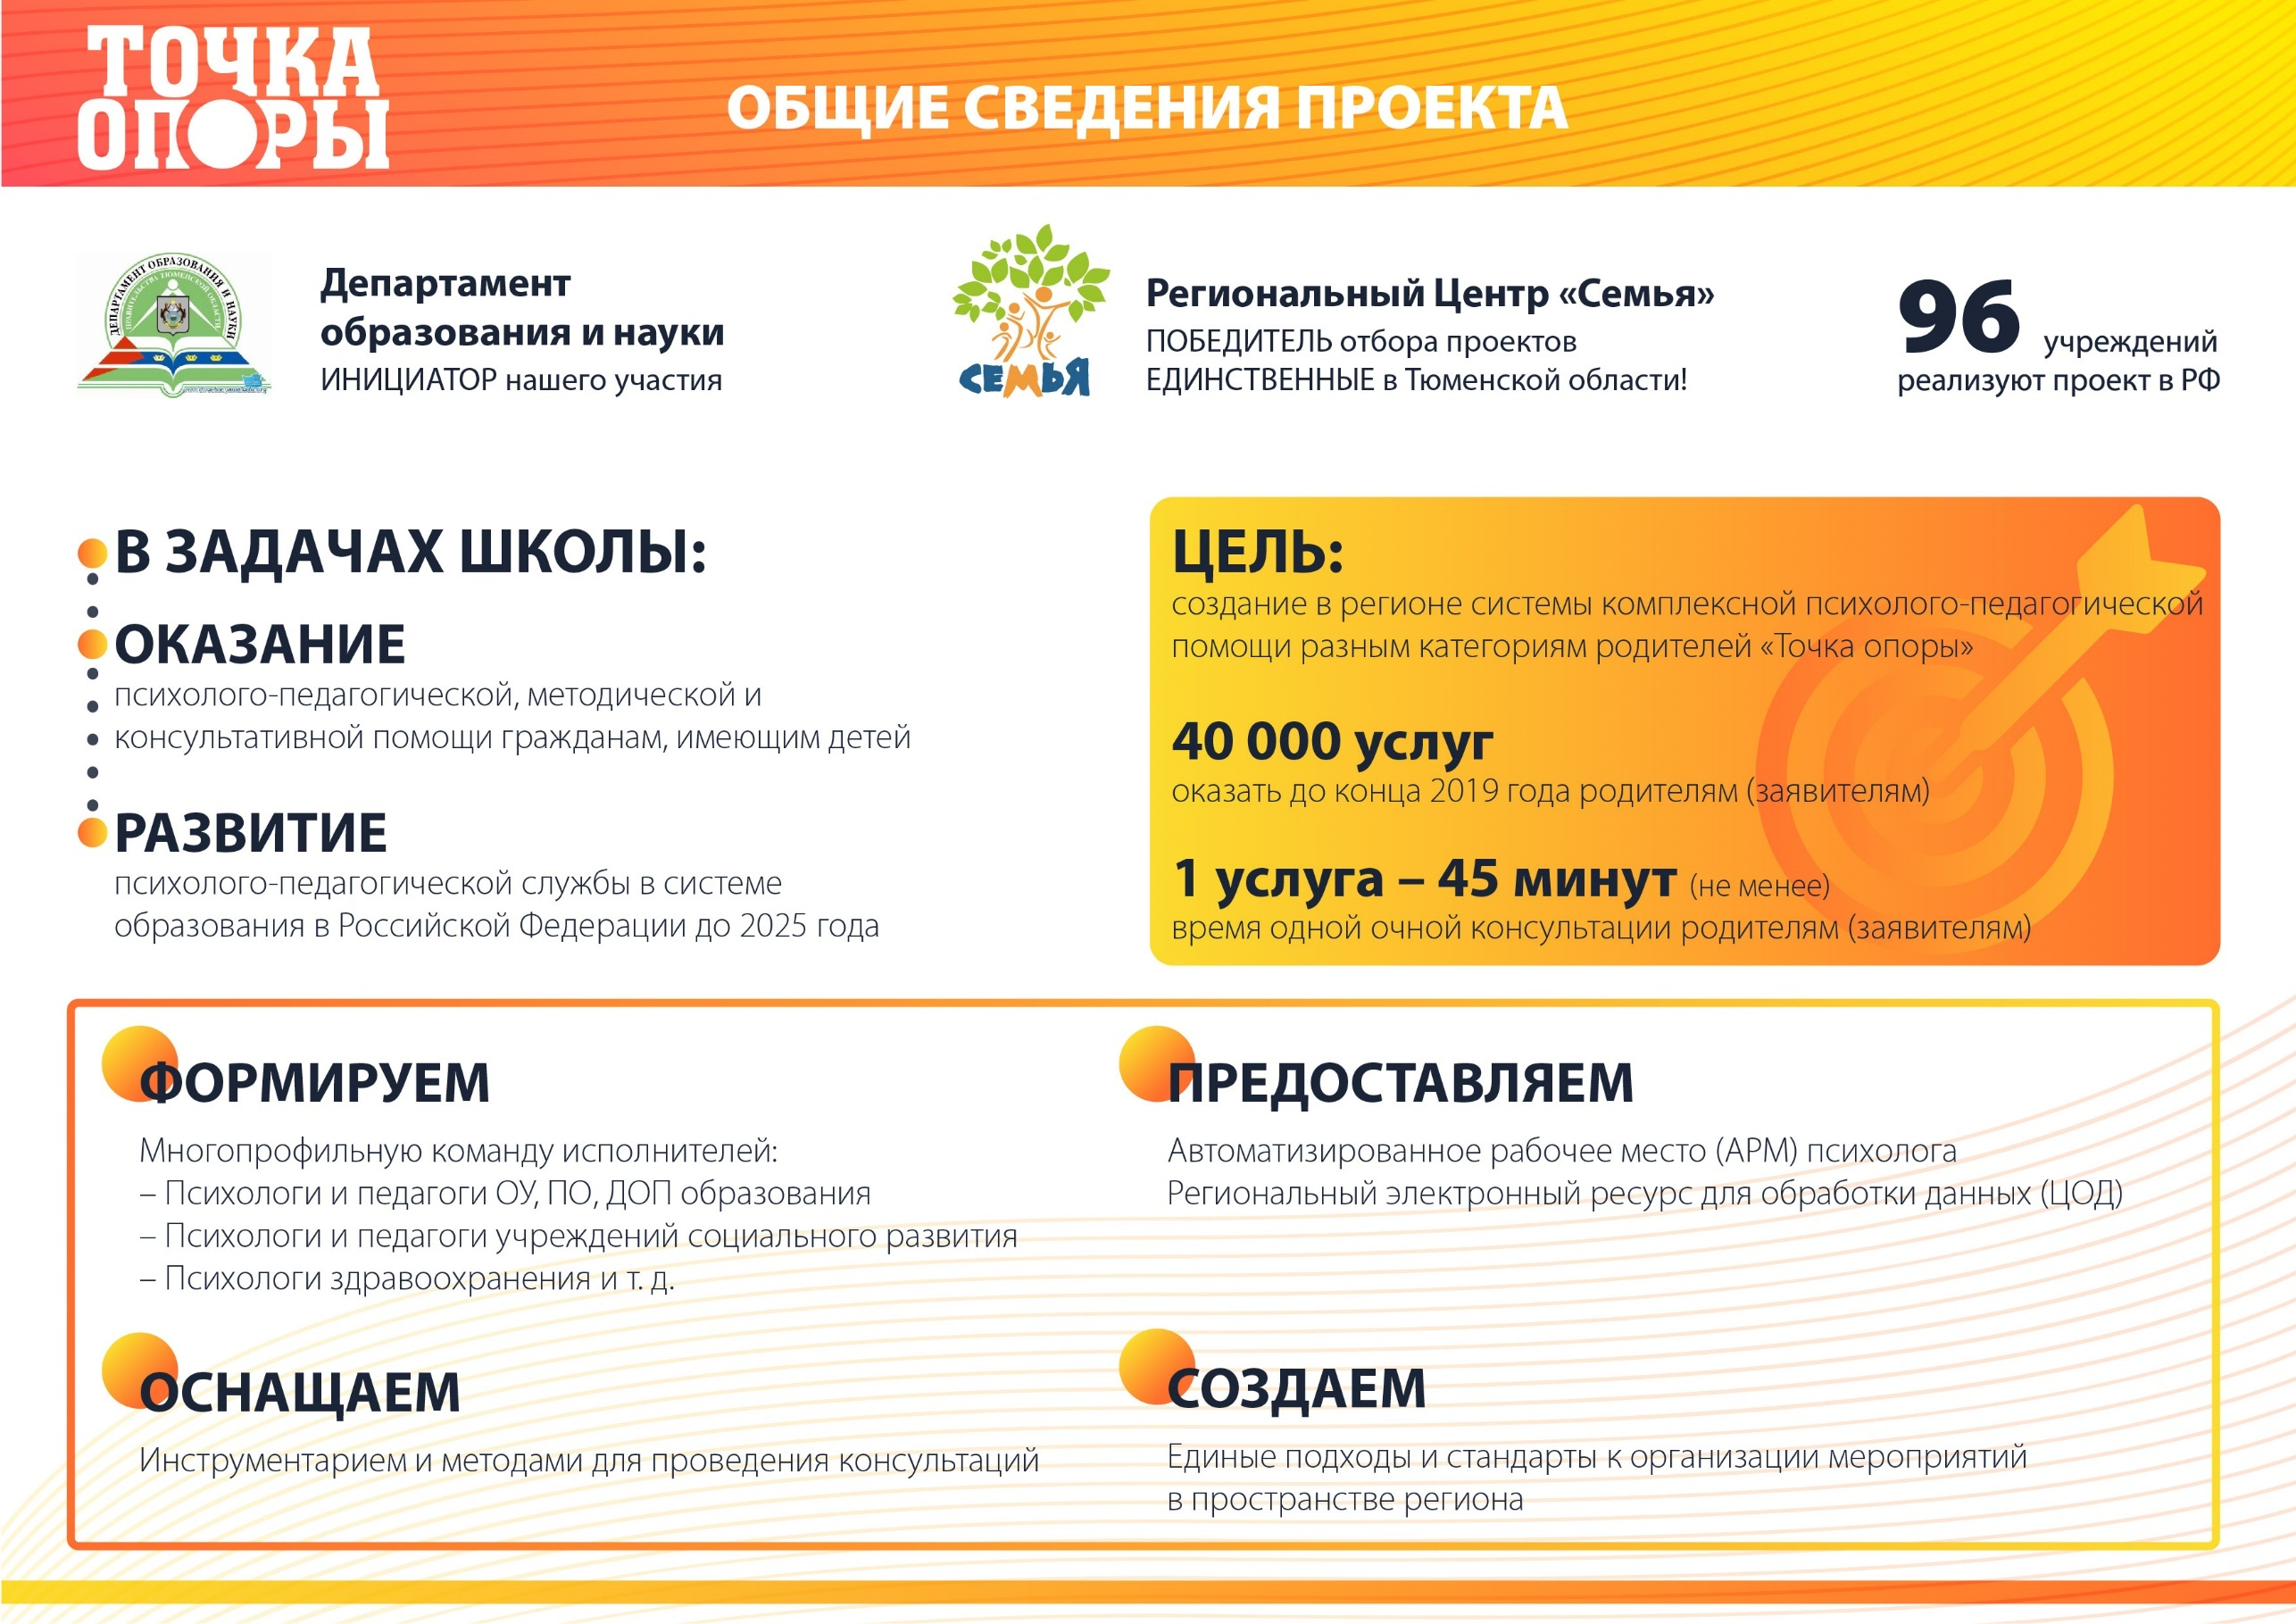 ТОЧКА
ОПОРЫ
ОБЩИЕ СВЕДЕНИЯ ПРОЕКТА
ДЕПАРТАМЕНТ ОБРАЗОВАНИЯ И НАУКИ
ПРАВИТЕЛЬСТВА ТЮМЕНСКОЙ ОБЛАСТИ
Департамент
образования и науки
ИНИЦИАТОР нашего участия
СЕМЬЯ
Региональный Центр «Семья»
ПОБЕДИТЕЛЬ отбора проектов
ЕДИНСТВЕННЫЕ в Тюменской области!
96 учреждений
реализуют проект в РФ
В ЗАДАЧАХ ШКОЛЫ:
ОКАЗАНИЕ
психолого-педагогической, методической и
консультативной помощи гражданам, имеющим детей
РАЗВИТИЕ
психолого-педагогической службы в системе
образования в Российской Федерации до 2025 года
ЦЕЛЬ:
создание в регионе системы комплексной психолого-педагогической
помощи разным категориям родителей «Точка опоры»
40 000 услуг
оказать до конца 2019 года родителям (заявителям)
1 услуга – 45 минут (не менее)
время одной очной консультации родителям (заявителям)
ФОРМИРУЕМ
Многопрофильную команду исполнителей:
– Психологи и педагоги ОУ, ПО, ДОП образования
– Психологи и педагоги учреждений социального развития
– Психологи здравоохранения и т. д.
ПРЕДОСТАВЛЯЕМ
Автоматизированное рабочее место (АРМ) психолога
Региональный электронный ресурс для обработки данных (ЦОД)
ОСНАЩАЕМ
Инструментарием и методами для проведения консультаций
СОЗДАЕМ
Единые подходы и стандарты к организации мероприятий
в пространстве региона